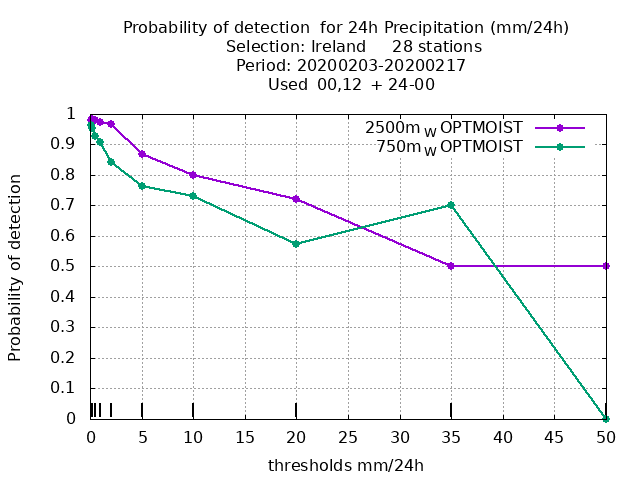 Probability of detection  for 24h Precipitation (mm/24h)
Selection: Ireland     28 stations
Period: 20200203-20200217
Used  00,12  + 24-00
2500m W OPTMOIST
750m W OPTMOIST
Probability of detection
1
0.9
0.8
0.7
0.6
0.5
0.4
0.3
0.2
0.1
0
0 5 10 15 20 25 30 35 40 45 50
thresholds mm/24h